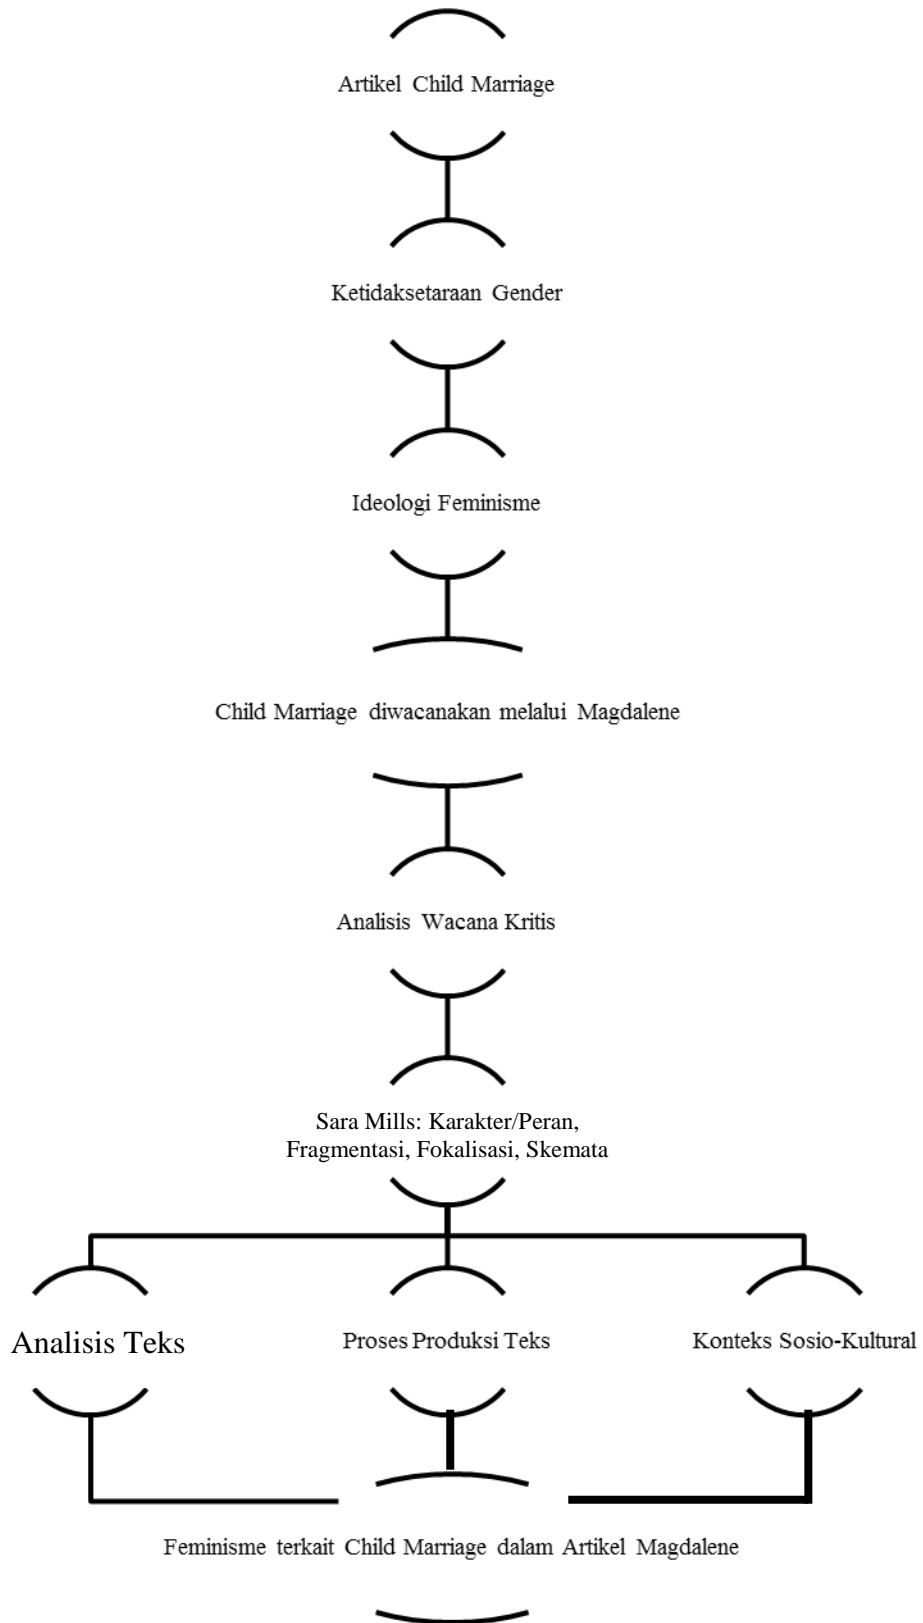 Artikel Child Marriage
Ketidaksetaraan Gender
Ideologi Feminisme
Child Marriage diwacanakan melalui Magdalene
Analisis Wacana Kritis
Sara Mills: Karakter/Peran,
Fragmentasi, Fokalisasi, Skemata
Analisis Teks
Proses Produksi Teks
Konteks Sosio-Kultural
Feminisme terkait Child Marriage dalam Artikel Magdalene